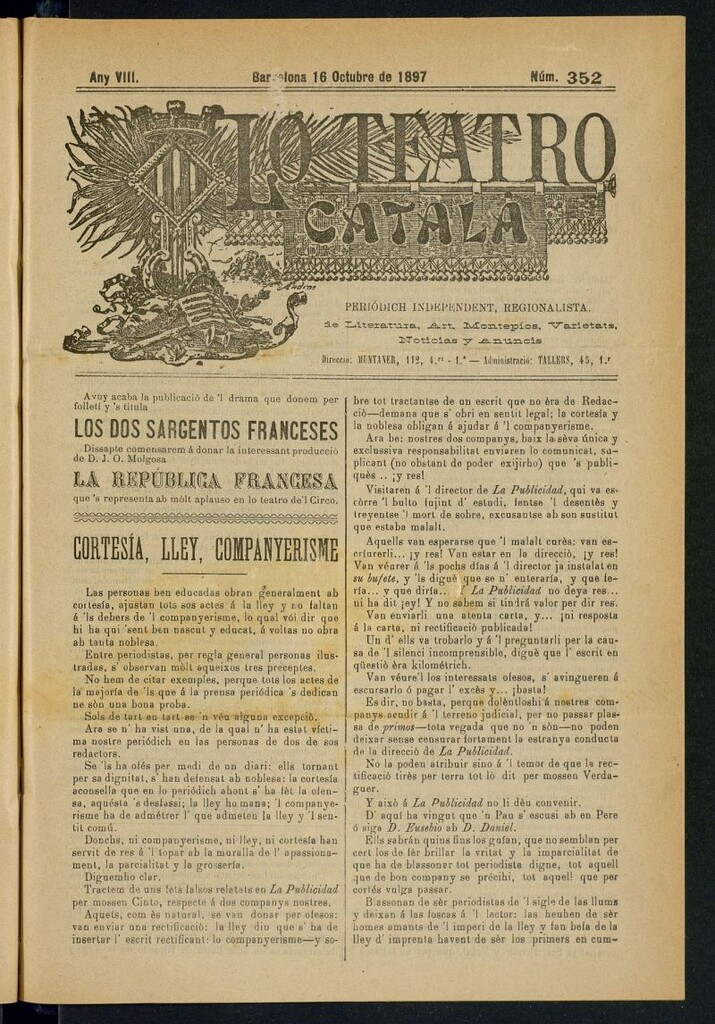 Any VIII.
Barcelona 16 Octubre de 1897
Núm. 352
LO TEATRO
CATALÀ
PERIÓDICH INDEPENDENT, REGIONALISTA.
de Literatura, Art, Montepíos, Varietats,
Noticias y Anuncis
Direcció: MUNTANER, 112, 4.rt - 1.ª — Administració: TALLERS, 45, 1.r
Avuy acaba la publicació de 'l drama que donem per
folletí y 's titula
LOS DOS SARGENTOS FRANCESES
Dissapte comensarem á donar la interessant producció
de D. J. O. Molgosa
LA REPÚBLICA FRANCESA
que 's representa ab mólt aplauso en lo teatro de'l Circo.
CORTESÍA, LLEY, COMPANYERISME
Las personas ben educadas obran generalment ab
cortesía, ajustan tots sos actes á la lley y no faltan
á 'ls debers de 'l companyerisme, lo qual vòl dir que
hi ha qui 'sent ben nascut y educat, á voltas no obra
ab tanta noblesa.
Entre periodistas, per regla general personas ilus-
tradas, s' observan mòlt aqueixos tres preceptes.
No hem de citar exemples, perque tots los actes de
la majoría de 'ls que á la prensa periódica 's dedican
ne sòn una bona proba.
Sols de tart en tart se 'n véu alguna excepció.
Ara se n' ha vist una, de la qual n' ha estat vícti-
ma nostre periódich en las personas de dos de sos
redactors.
Se 'ls ha ofés per medi de un diari: ells tornant
per sa dignitat, s' han defensat ab noblesa: la cortesía
aconsella que en lo periódich ahont s' ha fét la ofen-
sa, aquésta 's desfassi; la lley ho mana; 'l companye-
risme ha de admétrer l' que admeten la lley y 'l sen-
tit comú.
Donchs, ni companyerisme, ni lley, ni cortesía han
servit de res á 'l topar ab la muralla de l' apassiona-
ment, la parcialitat y la grossería.
Diguemho clar.
Tractem de uns fets falsos relatats en La Publicidad
per mossen Cinto, respecte á dos companys nostres.
Aquets, com és natural, se van donar per ofesos:
van enviar una rectificació: la lley diu que s' ha de
insertar l' escrit rectificant: lo companyerisme—y so-
bre tot tractantse de un escrit que no éra de Redac-
ció—demana que s' obri en sentit legal; la cortesía y
la noblesa obligan á ajudar á 'l companyerisme.
Ara be: nostres dos companys, baix la séva única y
exclussiva responsabilitat enviaren lo comunicat, su-
plicant (no obstant de poder exijirho) que 's publi-
qués .. ¡y res!
Visitaren á 'l director de La Publicidad, qui va es-
córre 'l bulto fujint d' estudi, fentse 'l desentés y
treyentse 'l mort de sobre, excusantse ab son sustitut
que estaba malalt.
Aquells van esperarse que 'l malalt curés: van es-
criurerli... ¡y res! Van estar en la direcció, ¡y res!
Van véurer á 'ls pochs días á 'l director ja instalat en
su bufete, y 'ls digué que se n' enteraría, y que fe-
ría... y que diría... ¡ La Publicidad no deya res...
ni ha dit ¡ey! Y no sabem si tindrá valor per dir res.
Van enviarli una atenta carta, y... ¡ni resposta
á la carta, ni rectificació publicada!
Un d' ells va trobarlo y á 'l preguntarli per la cau-
sa de 'l silenci incomprensible, digué que l' escrit en
qüestió éra kilométrich.
Van véure'l los interessats olesos, s' avingueren á
escursarlo ó pagar l' excés y... ¡basta!
Es dir, no basta, perque doléntloshi á nostres com-
panys acudir á 'l terreno judicial, per no passar plas-
sa de primos—tota vegada que no 'n sòn—no poden
deixar sense censurar fortament la estranya conducta
de la direcció de La Publicidad.
No la poden atribuir sino á 'l temor de que la rec-
tificació tirés per terra tot lò dit per mossen Verda-
guer.
Y aixó á La Publicidad no li déu convenir.
D' aquí ha vingut que 'n Pau s' escusi ab en Pere
ó siga D. Eusebio ab D. Daniel.
Ells sabrán quins fins los guían, que no semblan per
cert los de fér brillar la vritat y la imparcialitat de
que ha de blassonar tot periodista digne, tot aquell
que de bon company se précihi, tot aquell que per
cortés vulga passar.
Blassonan de sér periodistas de 'l sigle de las llums
y deixan á las foscas á 'l lector: las heuhen de sér
homes amants de 'l imperi de la lley y fan befa de la
lley d' imprenta havent de sér los primers en cum-